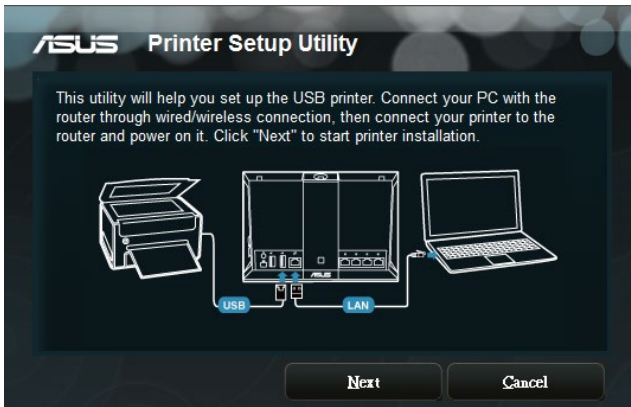 ASUS Printer Setup Utility
This utility will help you set up the USB printer. Connect your PC with the
router through wired/wireless connection, then connect your printer to the
router and power on it. Click "Next" to start printer installation.
ASUS
USB
LAN
Next
Cancel